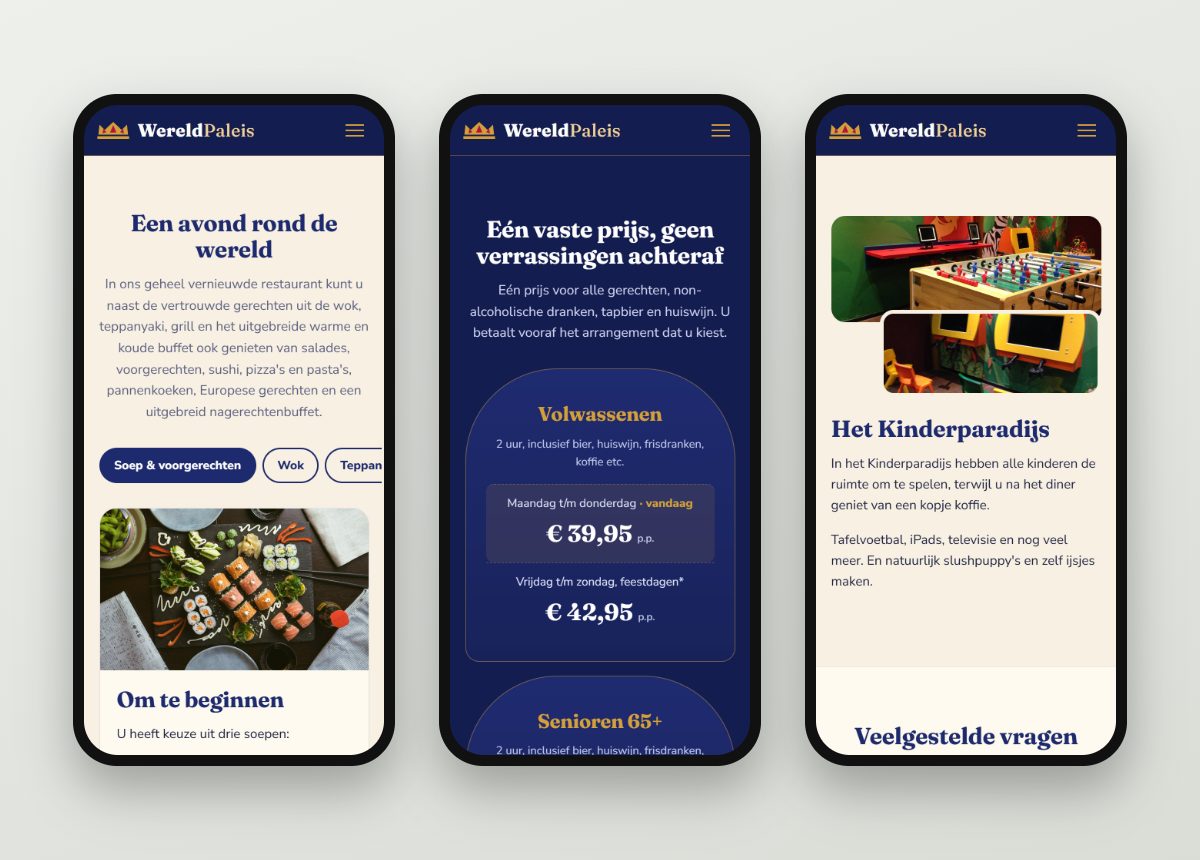 WereldPaleis
Een avond rond de
wereld
In ons geheel vernieuwde restaurant kunt u
naast de vertrouwde gerechten uit de wok,
teppanyaki, grill en het uitgebreide warme en
koude buffet ook genieten van salades,
voorgerechten, sushi, pizza's en pasta's,
pannenkoeken, Europese gerechten en een
uitgebreid nagerechtenbuffet.
Soep & voorgerechten
Wok
Teppan
Om te beginnen
U heeft keuze uit drie soepen:
WereldPaleis
Eén vaste prijs, geen
verrassingen achteraf
Eén prijs voor alle gerechten, non-
alcoholische dranken, tapbier en huiswijn. U
betaalt vooraf het arrangement dat u kiest.
Volwassenen
2 uur, inclusief bier, huiswijn, frisdranken,
koffie etc.
Maandag t/m donderdag · vandaag
€ 39,95 p.p.
Vrijdag t/m zondag, feestdagen*
€ 42,95 p.p.
Senioren 65+
2 uur, inclusief bier, huiswijn, frisdranken,
WereldPaleis
Het Kinderparadijs
In het Kinderparadijs hebben alle kinderen de
ruimte om te spelen, terwijl u na het diner
geniet van een kopje koffie.
Tafelvoetbal, iPads, televisie en nog veel
meer. En natuurlijk slushpuppy's en zelf ijsjes
maken.
Veelgestelde vragen